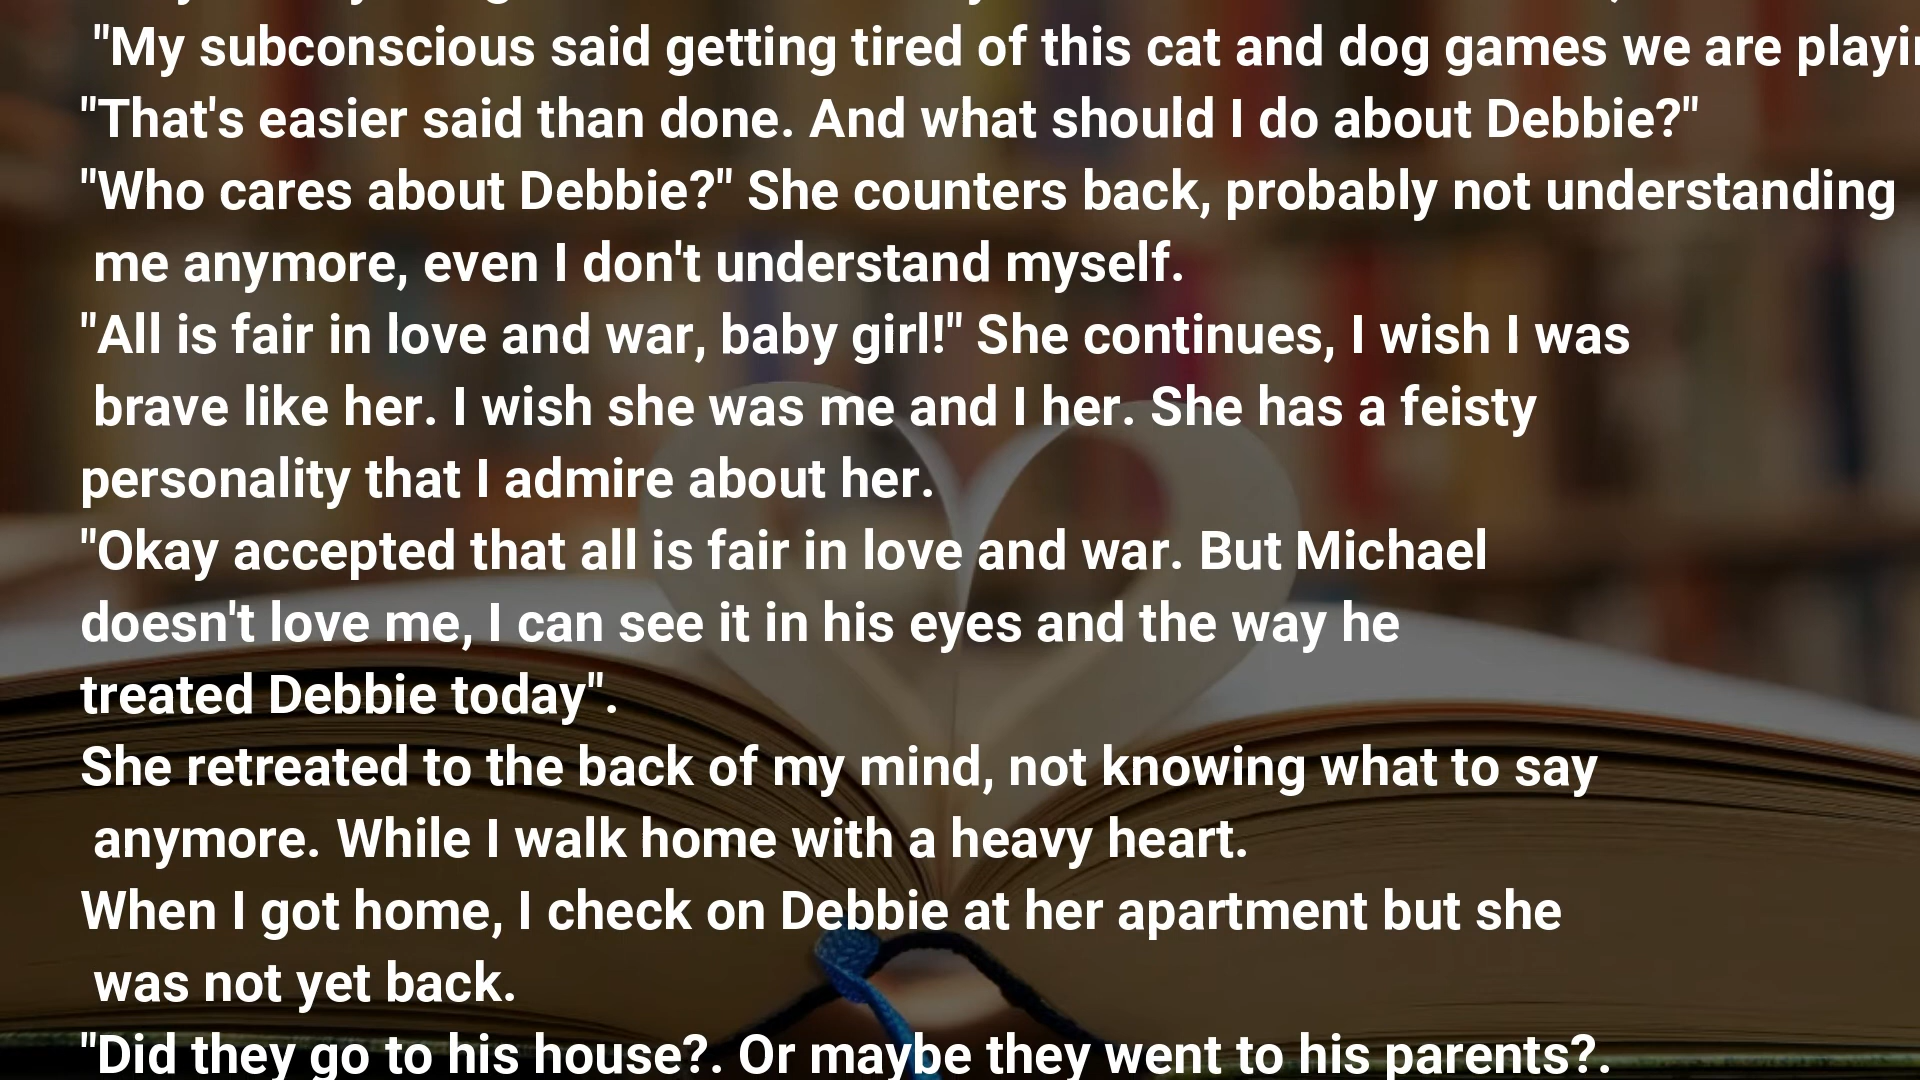 "My subconscious said getting tired of this cat and dog games we are
"That's easier said than done. And what should I do about Debbie?"
"Who cares about Debbie?" She counters back, probably not understanding
me anymore, even I don't understand myself.
"All is fair in love and war, baby girl!" She continues, I wish I was
brave like her. I wish she was me and I her. She has a feisty
personality that I admire about her.
"Okay accepted that all is fair in love and war. But Michael
doesn't love me, I can see it in his eyes and the way he
treated Debbie today".
She retreated to the back of my mind, not knowing what to say
anymore. While I walk home with a heavy heart.
When I got home, I check on Debbie at her apartment but she
was not yet back.
"Did they go to his house?. Or maybe they went to his parents?.